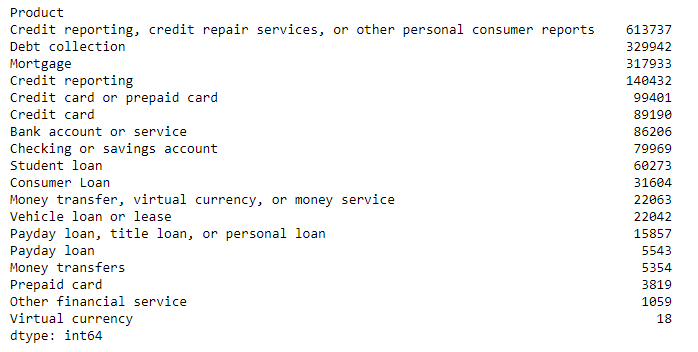 Product
Credit reporting, credit repair services, or other personal consumer reports 613737
Debt collection 329942
Mortgage 317933
Credit reporting 140432
Credit card or prepaid card 99401
Credit card 89190
Bank account or service 86206
Checking or savings account 79969
Student loan 60273
Consumer Loan 31604
Money transfer, virtual currency, or money service 22063
Vehicle loan or lease 22042
Payday loan, title loan, or personal loan 15857
Payday loan 5543
Money transfers 5354
Prepaid card 3819
Other financial service 1059
Virtual currency 18
dtype: int64